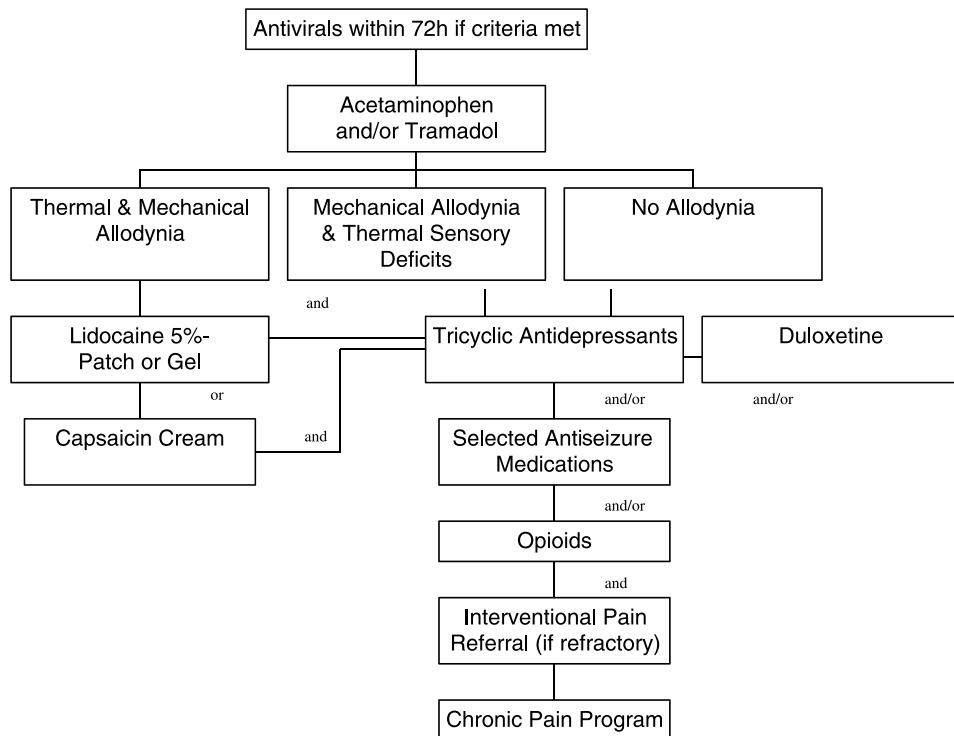 Antivirals within 72h if criteria met
Acetaminophen
and/or Tramadol
Thermal & Mechanical
Allodynia
Mechanical Allodynia
& Thermal Sensory
Deficits
No Allodynia
and
Lidocaine 5%-
Patch or Gel
Tricyclic Antidepressants
Duloxetine
or
and/or
and/or
Capsaicin Cream
and
Selected Antiseizure
Medications
and/or
Opioids
and
Interventional Pain
Referral (if refractory)
Chronic Pain Program